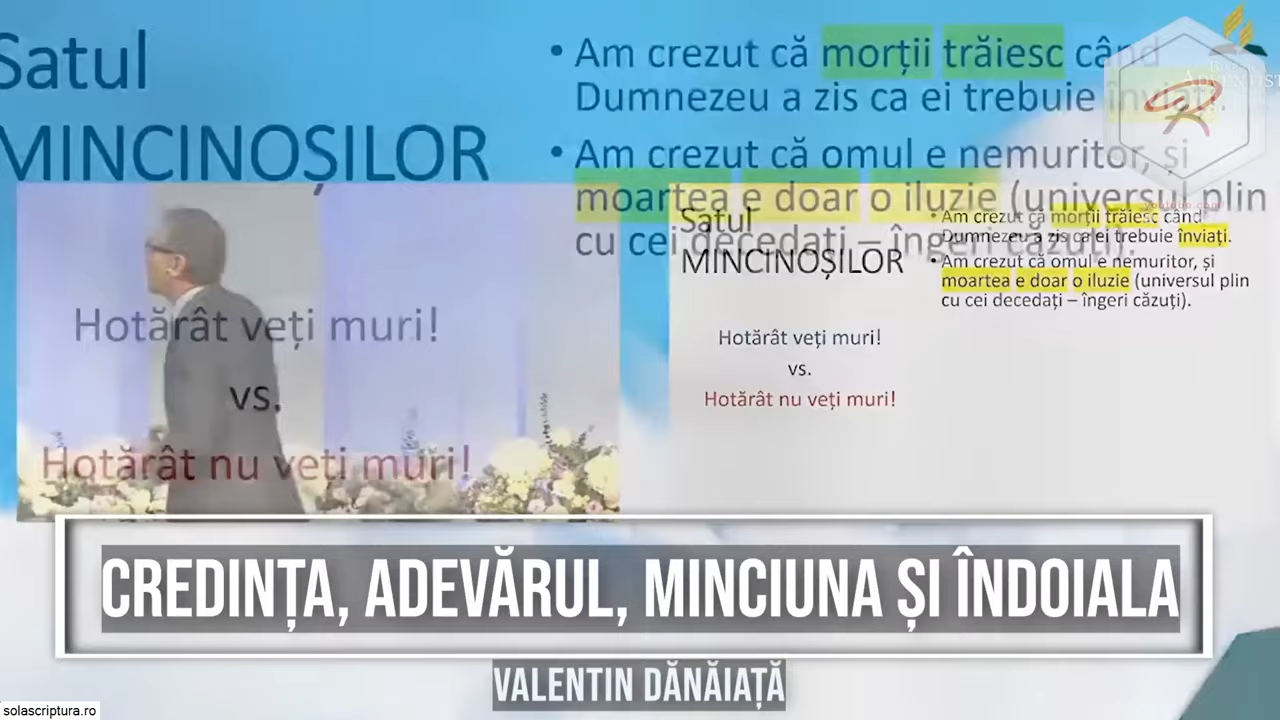 Satul
MINCINOȘILOR
• Am crezut că morții trăiesc când
Dumnezeu a zis ca ei trebuie înviați.
• Am crezut că omul e nemuritor, și
moartea e doar o iluzie (universul plin
cu cei decedați – îngeri căzuți).
Hotărât veți muri!
vs.
Hotărât nu veți muri!
Satul
MINCINOȘILOR
• Am crezut că morții trăiesc când
Dumnezeu a zis ca ei trebuie înviați.
• Am crezut că omul e nemuritor, și
moartea e doar o iluzie (universul plin
cu cei decedați – îngeri căzuți).
Hotărât veți muri!
vs.
Hotărât nu veți muri!
CREDINȚA, ADEVĂRUL, MINCIUNA ȘI ÎNDOIALA
VALENTIN DĂNĂIAȚĂ
solascriptura.ro